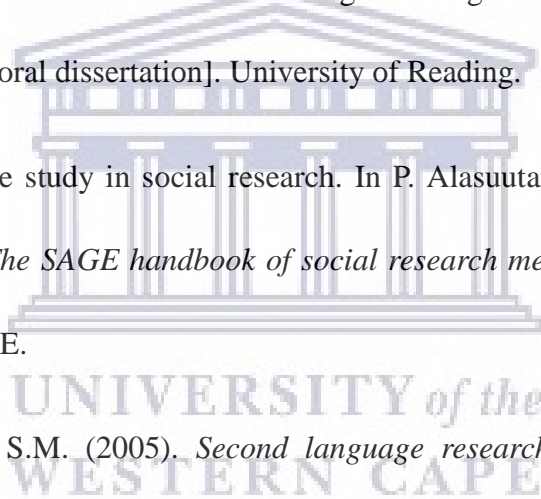 oral dissertation]. University of Reading.
e study in social research. In P. Alasuuta
he SAGE handbook of social research me
E.
UNIVERSITY of the
S.M. (2005). Second language research
WESTERN CAPE